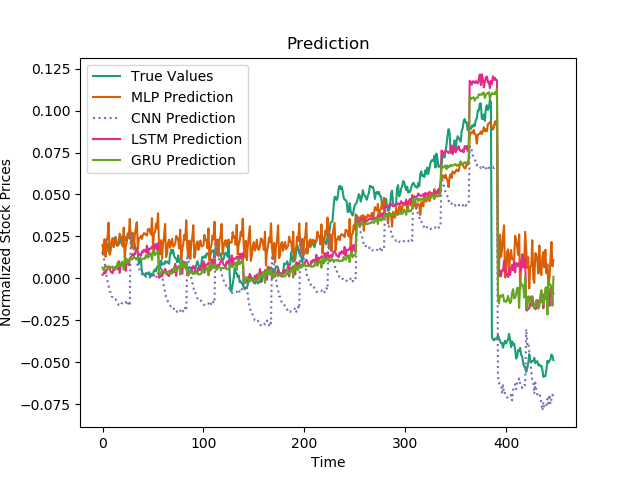 Prediction
Normalized Stock Prices
0.125
0.100
0.075
0.050
0.025
0.000
−0.025
−0.050
−0.075
True Values
MLP Prediction
CNN Prediction
LSTM Prediction
GRU Prediction
0 100 200 300 400
Time